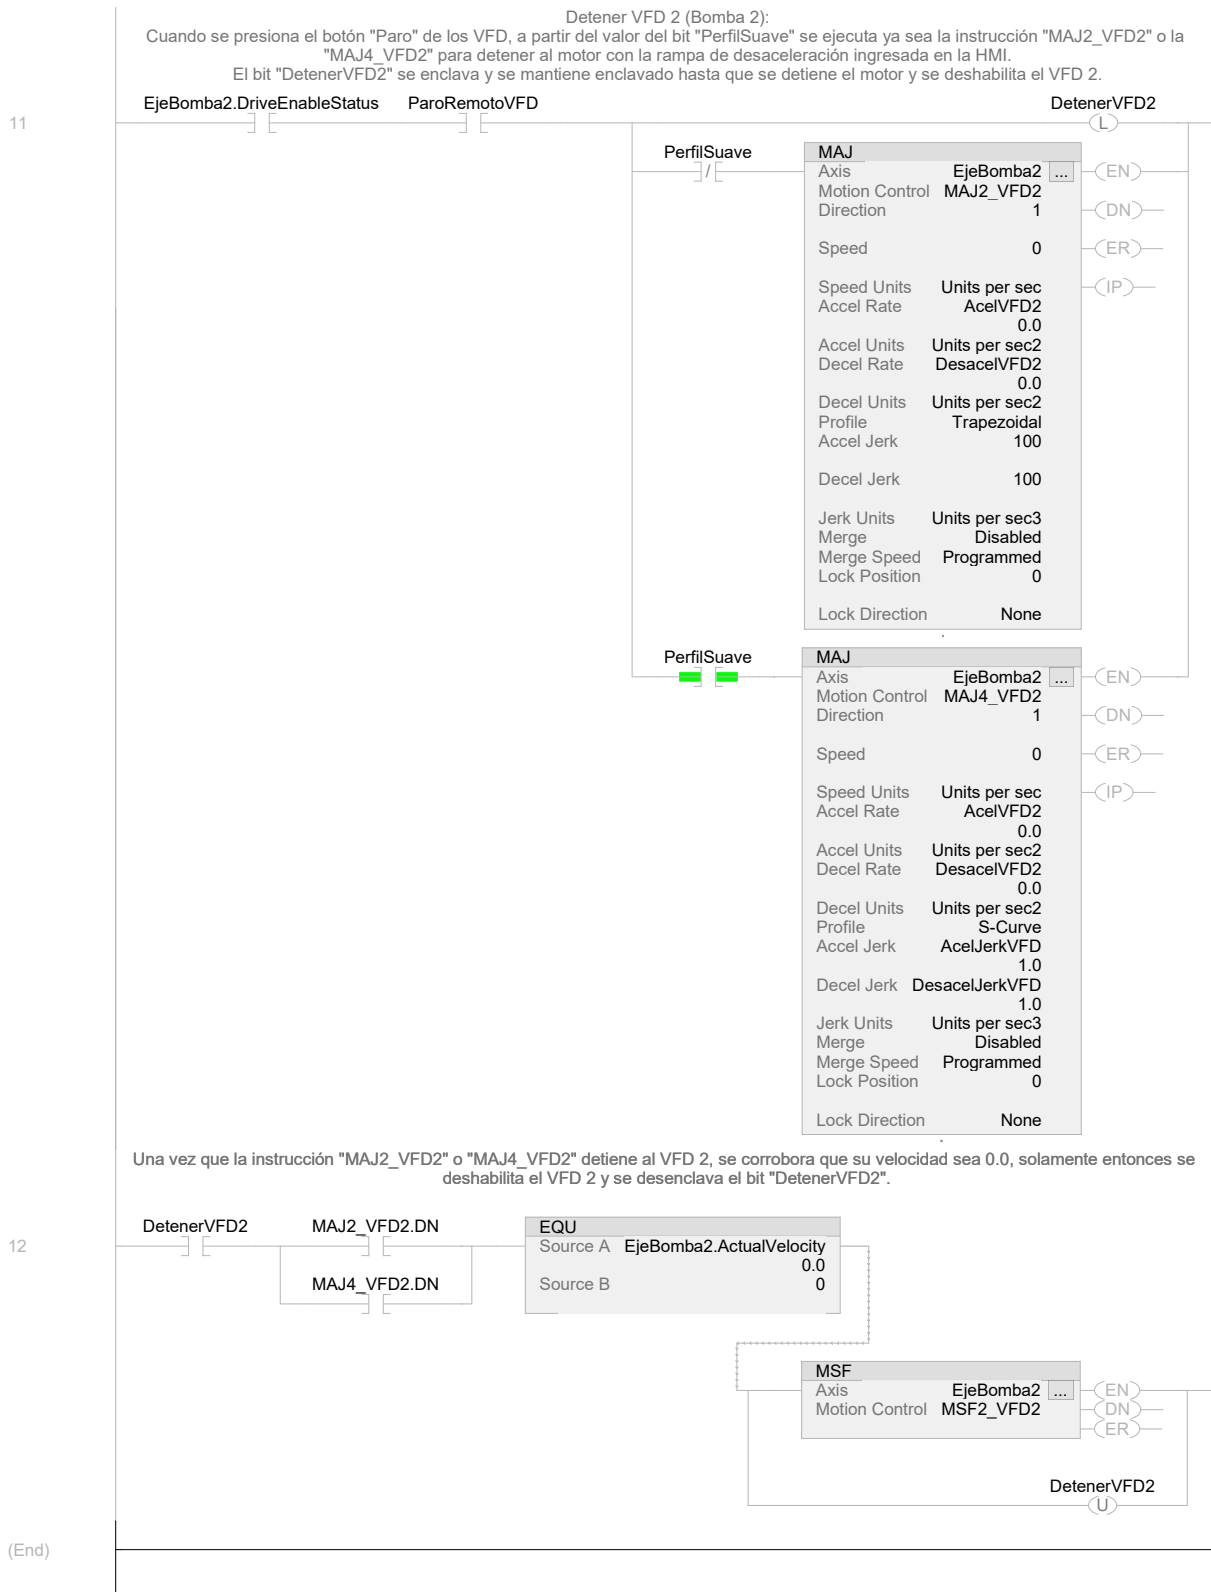 Detener VFD 2 (Bomba 2):
Cuando se presiona el botón "Paro" de los VFD, a partir del valor del bit "PerfilSuave" se ejecuta ya sea la instrucción "MAJ2_VFD2" o la
"MAJ4_VFD2" para detener al motor con la rampa de desaceleración ingresada en la HMI.
El bit "DetenerVFD2" se enclava y se mantiene enclavado hasta que se detiene el motor y se deshabilita el VFD 2.
EjeBomba2.DriveEnableStatus ParoRemotoVFD DetenerVFD2
11 L
PerfilSuave MAJ
/ Axis EjeBomba2 ... EN
Motion Control MAJ2_VFD2
Direction 1 DN
Speed 0 ER
Speed Units Units per sec IP
Accel Rate AcelVFD2
0.0
Accel Units Units per sec2
Decel Rate DesacelVFD2
0.0
Decel Units Units per sec2
Profile Trapezoidal
Accel Jerk 100
Decel Jerk 100
Jerk Units Units per sec3
Merge Disabled
Merge Speed Programmed
Lock Position 0
Lock Direction None
PerfilSuave MAJ
Axis EjeBomba2 ... EN
Motion Control MAJ4_VFD2
Direction 1 DN
Speed 0 ER
Speed Units Units per sec IP
Accel Rate AcelVFD2
0.0
Accel Units Units per sec2
Decel Rate DesacelVFD2
0.0
Decel Units Units per sec2
Profile S-Curve
Accel Jerk AcelJerkVFD
1.0
Decel Jerk DesacelJerkVFD
1.0
Jerk Units Units per sec3
Merge Disabled
Merge Speed Programmed
Lock Position 0
Lock Direction None
Una vez que la instrucción "MAJ2_VFD2" o "MAJ4_VFD2" detiene al VFD 2, se corrobora que su velocidad sea 0.0, solamente entonces se
deshabilita el VFD 2 y se desenclava el bit "DetenerVFD2".
DetenerVFD2 MAJ2_VFD2.DN EQU
12 Source A EjeBomba2.ActualVelocity
0.0
MAJ4_VFD2.DN Source B 0
MSF
Axis EjeBomba2 ... EN
Motion Control MSF2_VFD2 DN
ER
DetenerVFD2
U
(End)